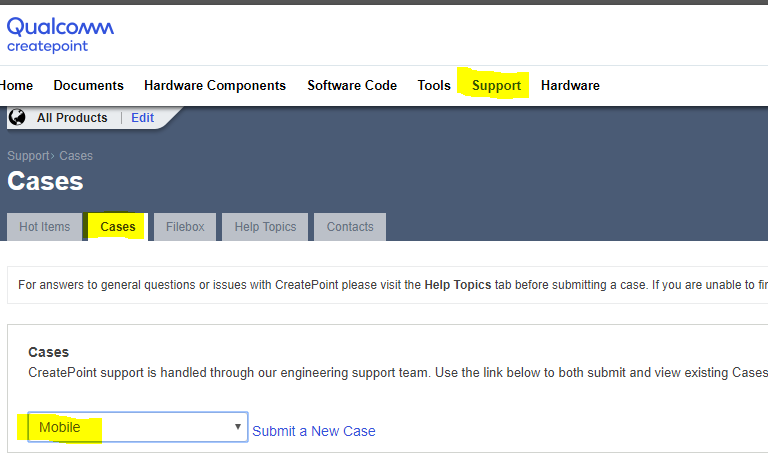 Qualcomm
createpoint
Home Documents Hardware Components Software Code Tools Support Hardware
All Products | Edit
Support› Cases
Cases
Hot Items Cases Filebox Help Topics Contacts
For answers to general questions or issues with CreatePoint please visit the Help Topics tab before submitting a case. If you are unable to
Cases
CreatePoint support is handled through our engineering support team. Use the link below to both submit and view existing Cases
Mobile Submit a New Case